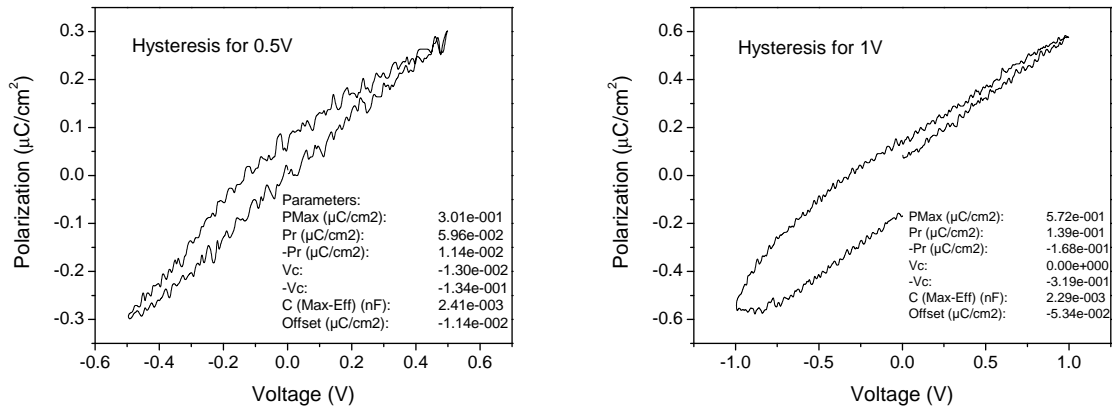 Hysteresis for 0.5V
Polarization (μC/cm²)
0.3
0.2
0.1
0.0
-0.1
-0.2
-0.3
Parameters:
PMax (μC/cm2): 3.01e-001
Pr (μC/cm2): 5.96e-002
-Pr (μC/cm2): 1.14e-002
Vc: -1.30e-002
-Vc: -1.34e-001
C (Max-Eff) (nF): 2.41e-003
Offset (μC/cm2): -1.14e-002
-0.6 -0.4 -0.2 0.0 0.2 0.4 0.6
Voltage (V)
Hysteresis for 1V
Polarization (μC/cm²)
0.6
0.4
0.2
0.0
-0.2
-0.4
-0.6
PMax (μC/cm2): 5.72e-001
Pr (μC/cm2): 1.39e-001
-Pr (μC/cm2): -1.68e-001
Vc: 0.00e+000
-Vc: -3.19e-001
C (Max-Eff) (nF): 2.29e-003
Offset (μC/cm2): -5.34e-002
-1.0 -0.5 0.0 0.5 1.0
Voltage (V)